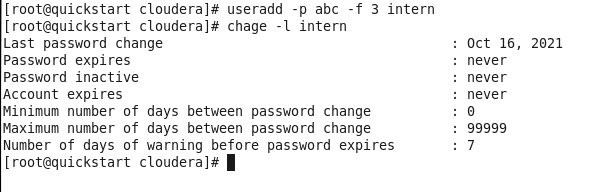 [root@quickstart cloudera]# useradd -p abc -f 3 intern
[root@quickstart cloudera]# chage -l intern
Last password change : Oct 16, 2021
Password expires : never
Password inactive : never
Account expires : never
Minimum number of days between password change : 0
Maximum number of days between password change : 99999
Number of days of warning before password expires : 7
[root@quickstart cloudera]#